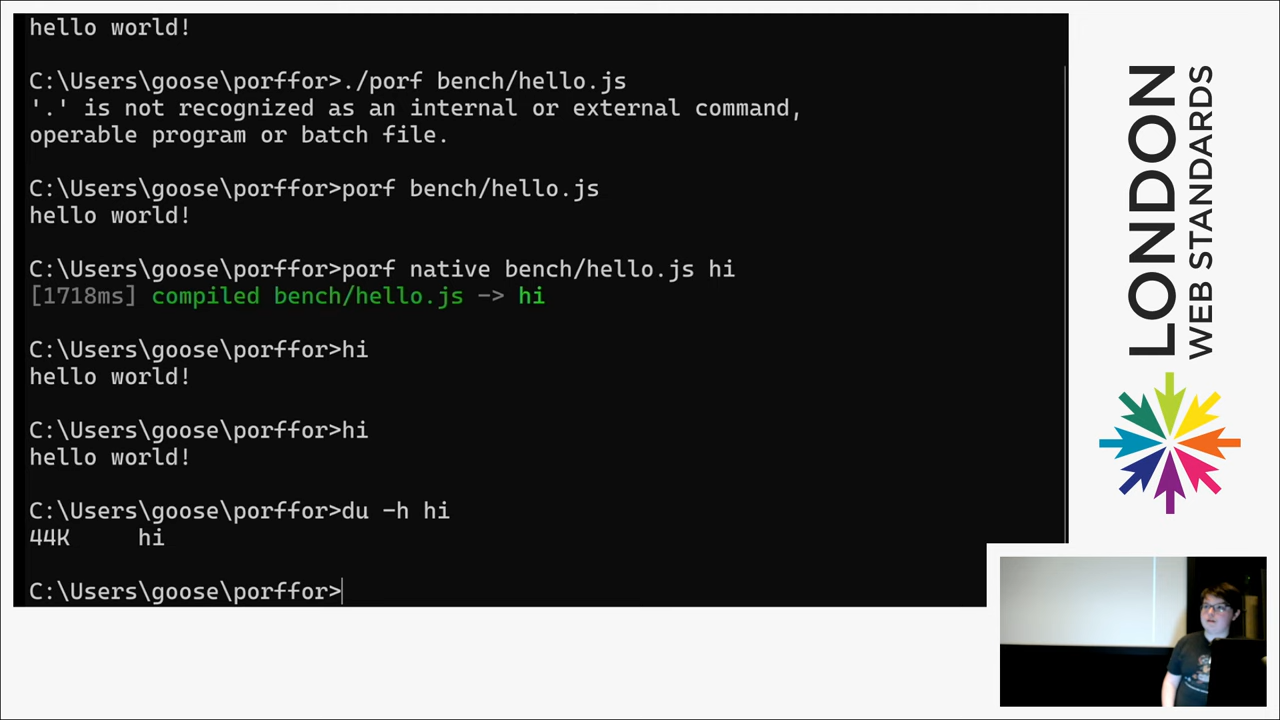 hello world!
C:\Users\goose\porffor>./porf bench/hello.js
'.' is not recognized as an internal or external command,
operable program or batch file.
C:\Users\goose\porffor>porf bench/hello.js
hello world!
C:\Users\goose\porffor>porf native bench/hello.js hi
[1718ms] compiled bench/hello.js -> hi
C:\Users\goose\porffor>hi
hello world!
C:\Users\goose\porffor>hi
hello world!
C:\Users\goose\porffor>du -h hi
44K     hi
C:\Users\goose\porffor>
LONDON
WEB STANDARDS